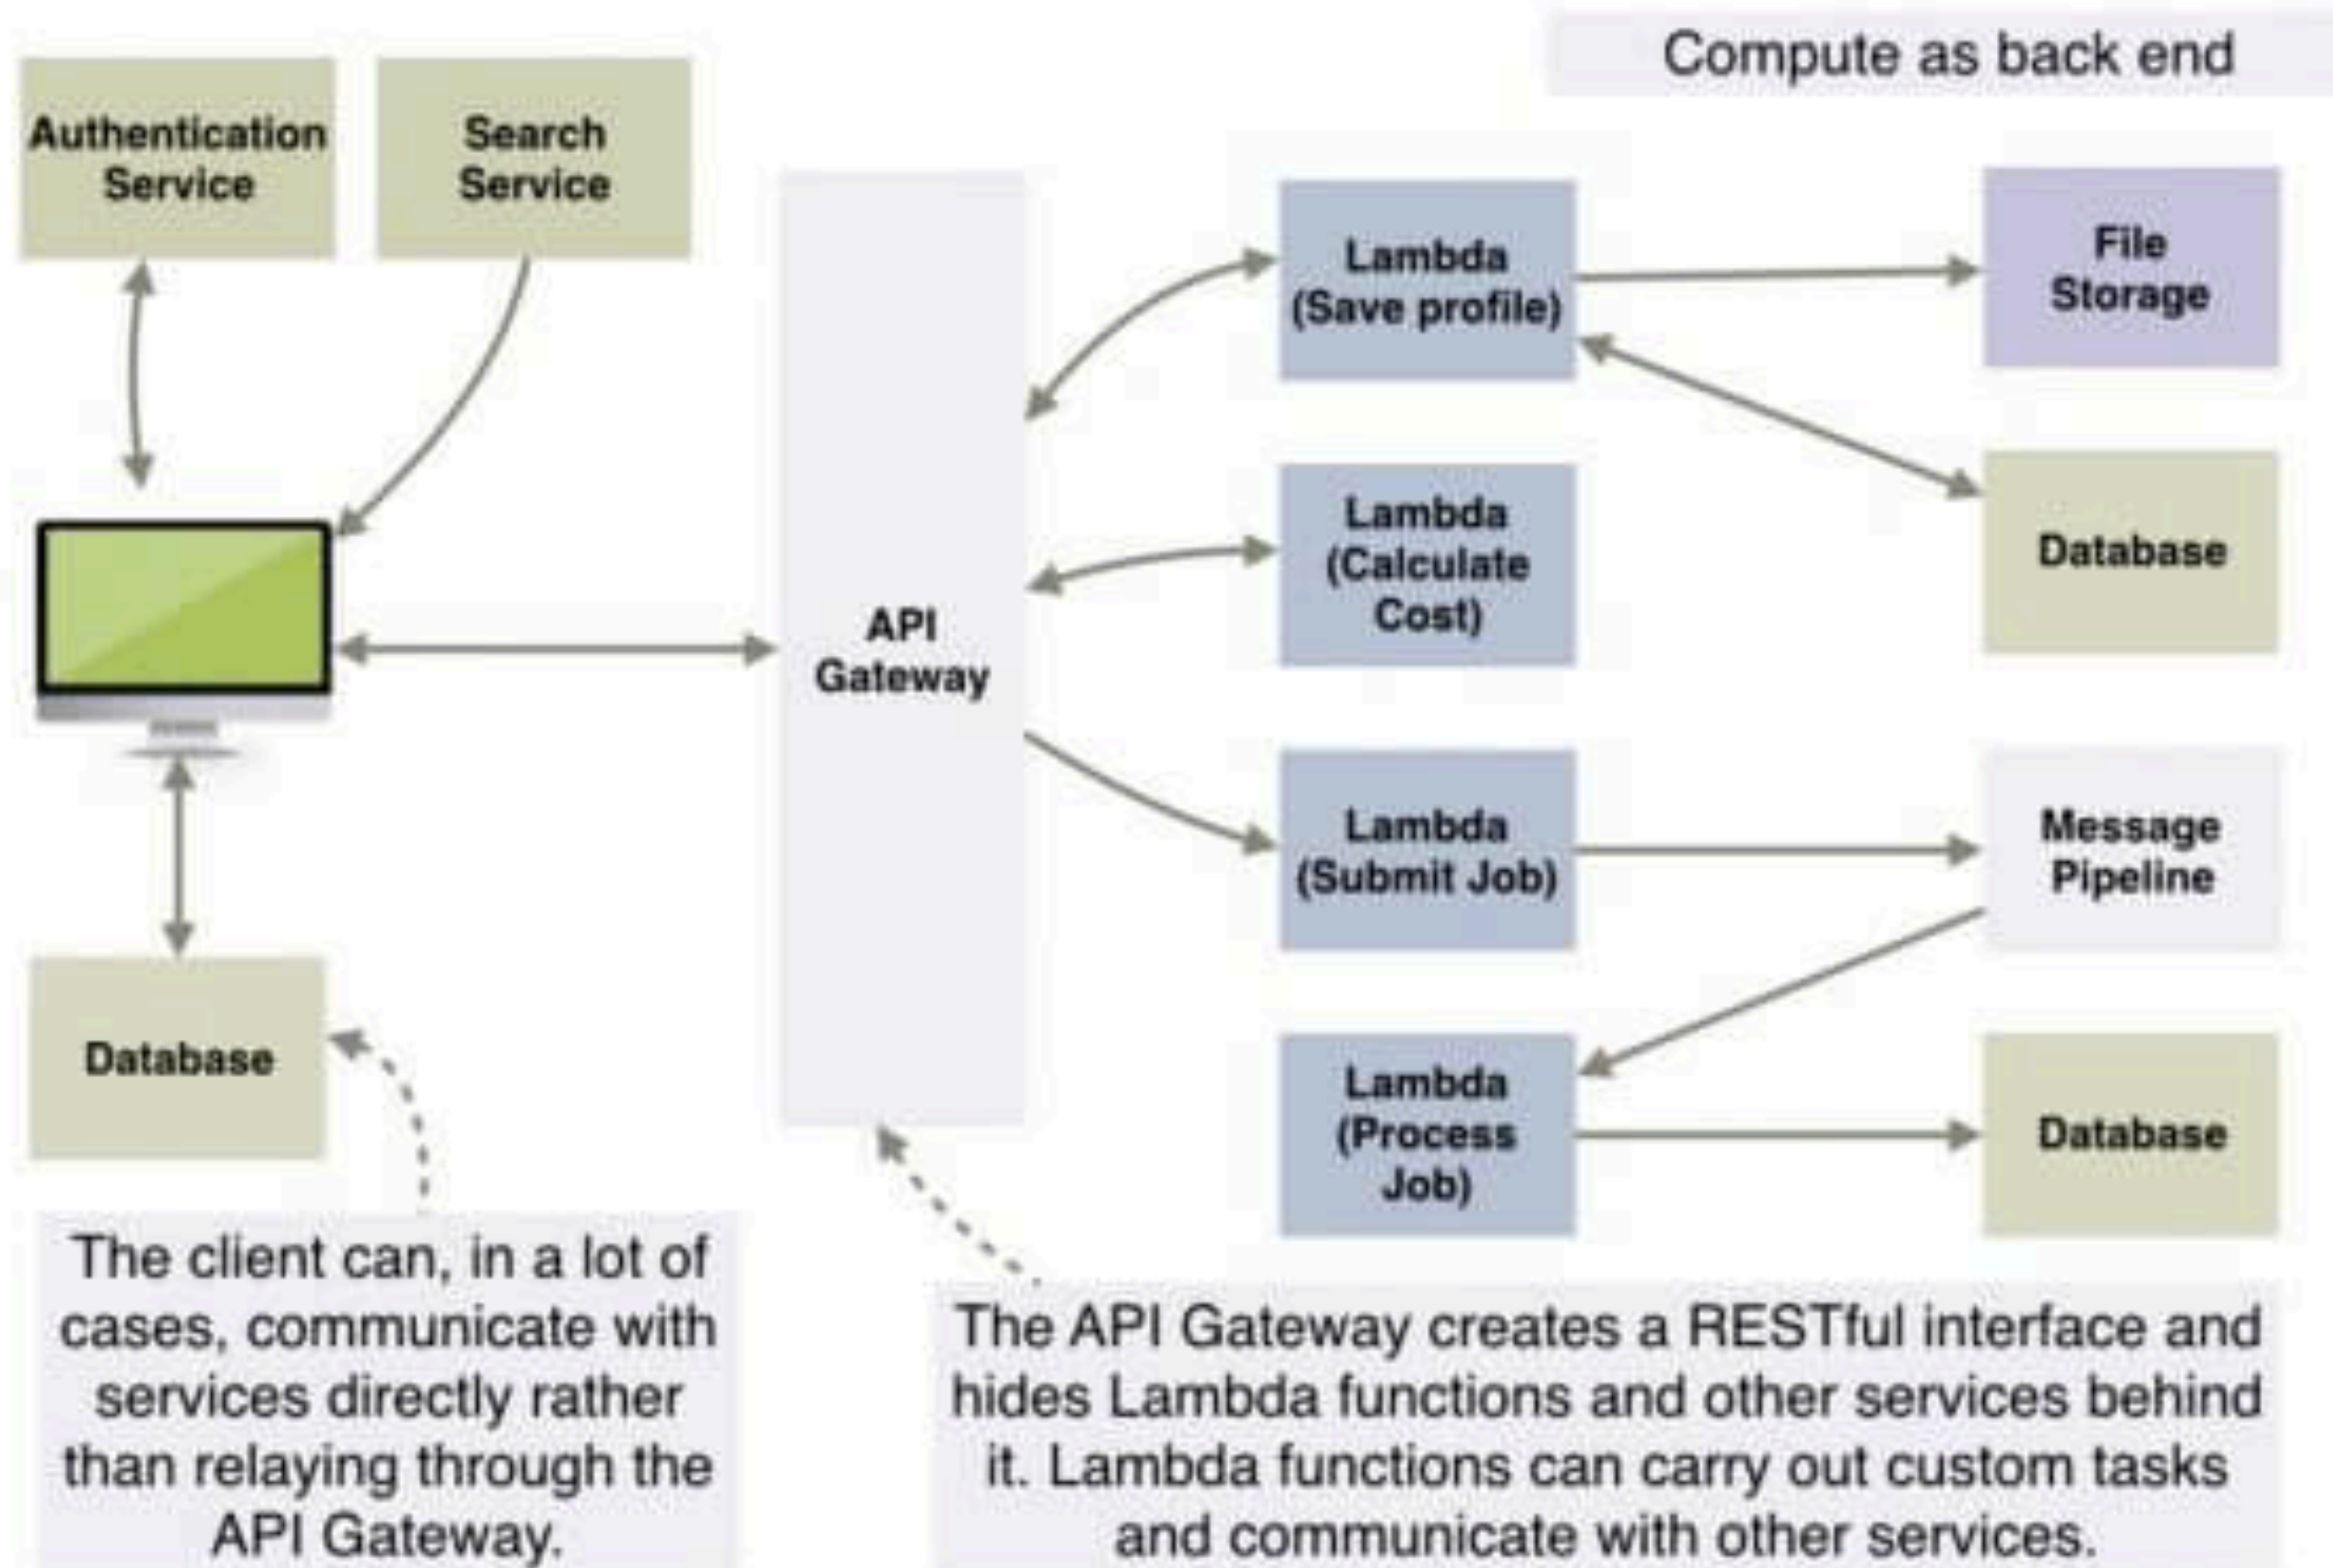 Compute as back end
Authentication
Service
Search
Service
API
Gateway
Lambda
(Save profile)
File
Storage
Lambda
(Calculate
Cost)
Database
Lambda
(Submit Job)
Message
Pipeline
Lambda
(Process
Job)
Database
Database
The client can, in a lot of
cases, communicate with
services directly rather
than relaying through the
API Gateway.
The API Gateway creates a RESTful interface and
hides Lambda functions and other services behind
it. Lambda functions can carry out custom tasks
and communicate with other services.